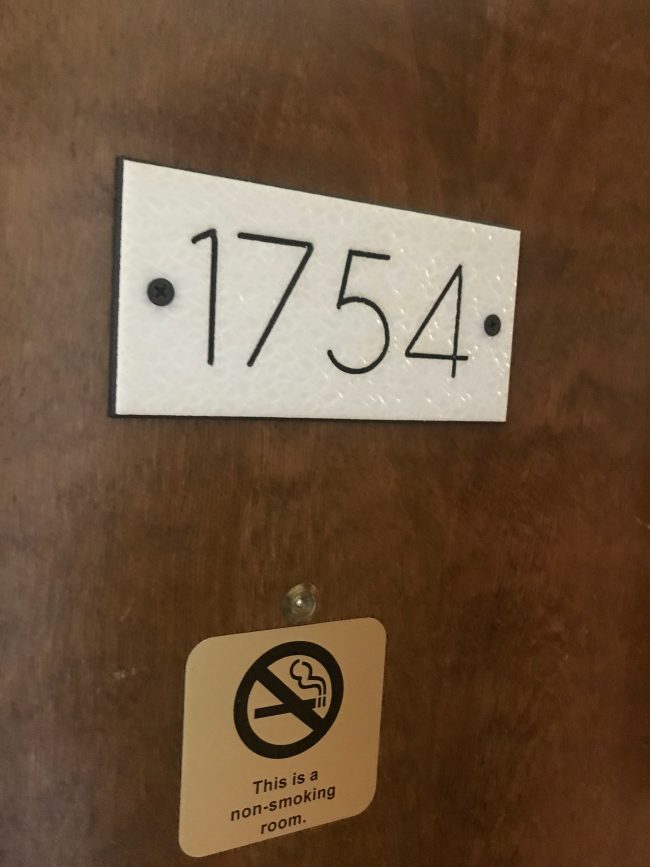 1754
This is a
non-smoking
room.